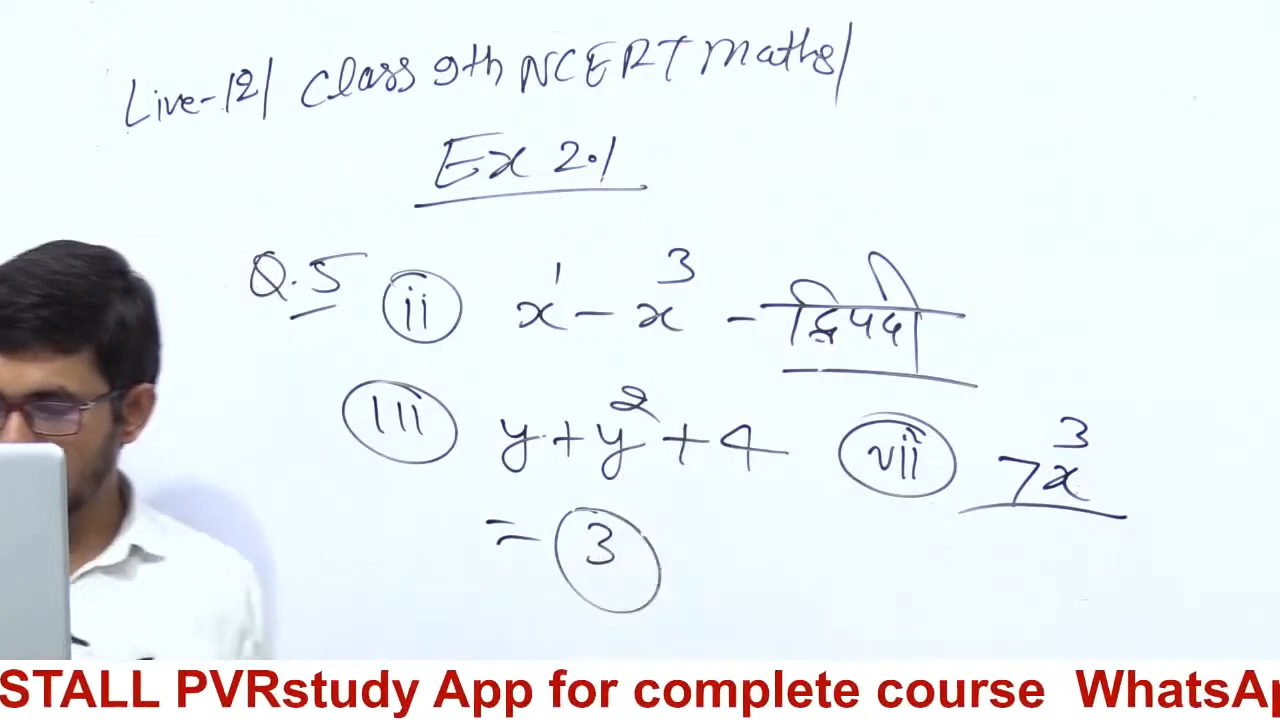 Live-12/ Class 9th NCERT Maths/
Ex 2.1
Q.5 (ii) x¹ - x³ - द्विपदी
(iii) y + y² + 4 (vii) 7x³
= 3
STALL PVRstudy App for complete course WhatsAp